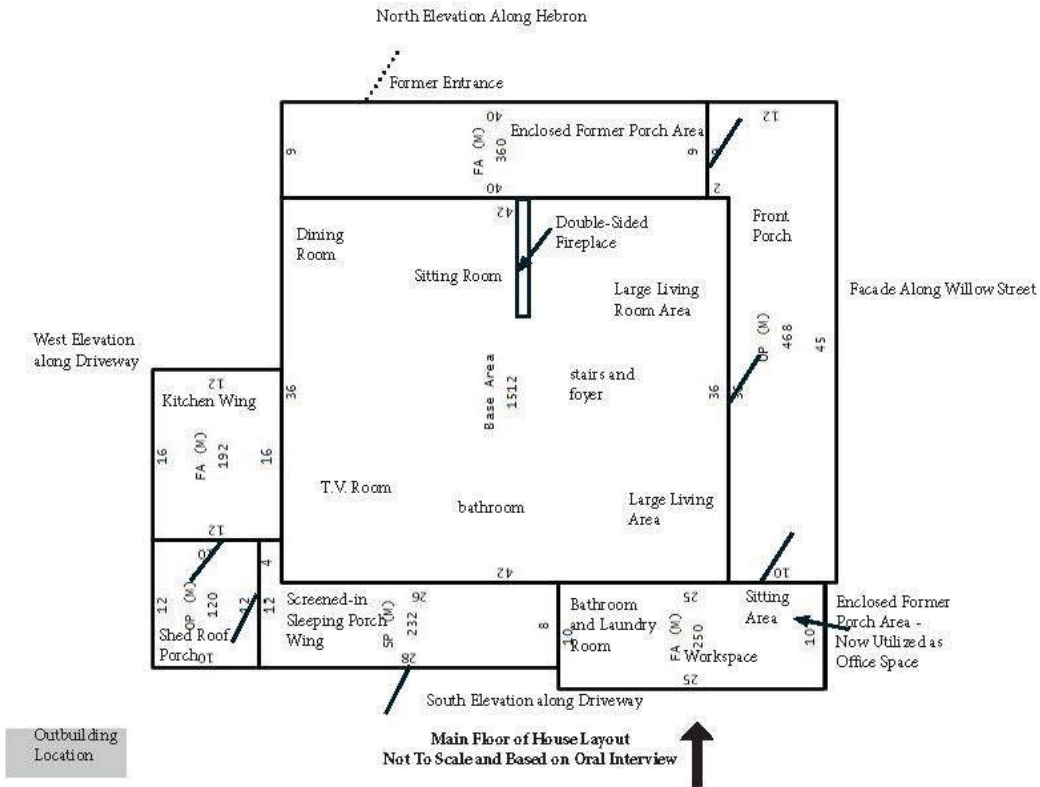 North Elevation Along Hebron
Former Entrance
40
12
Enclosed Former Porch Area
9
FA (M)
360
9
9
40
2
42
Dining
Room
Double-Sided
Fireplace
Front
Porch
Sitting Room
Large Living
Room Area
Facade Along Willow Street
West Elevation
along Driveway
OP (M)
468
45
12
Kitchen Wing
36
Base Area
1512
stairs and
foyer
36
36
16
FA (M)
192
16
T.V. Room
bathroom
Large Living
Area
12
10
4
42
10
12
OP (M)
120
12
12
Shed Roof
Porch
10
Screened-in
Sleeping Porch
Wing
26
SP (M)
232
8
28
Bathroom
and Laundry
Room
10
25
FA (M)
250
Workspace
25
Sitting
Area
10
Enclosed Former
Porch Area -
Now Utilized as
Office Space
South Elevation along Driveway
Outbuilding
Location
Main Floor of House Layout
Not To Scale and Based on Oral Interview